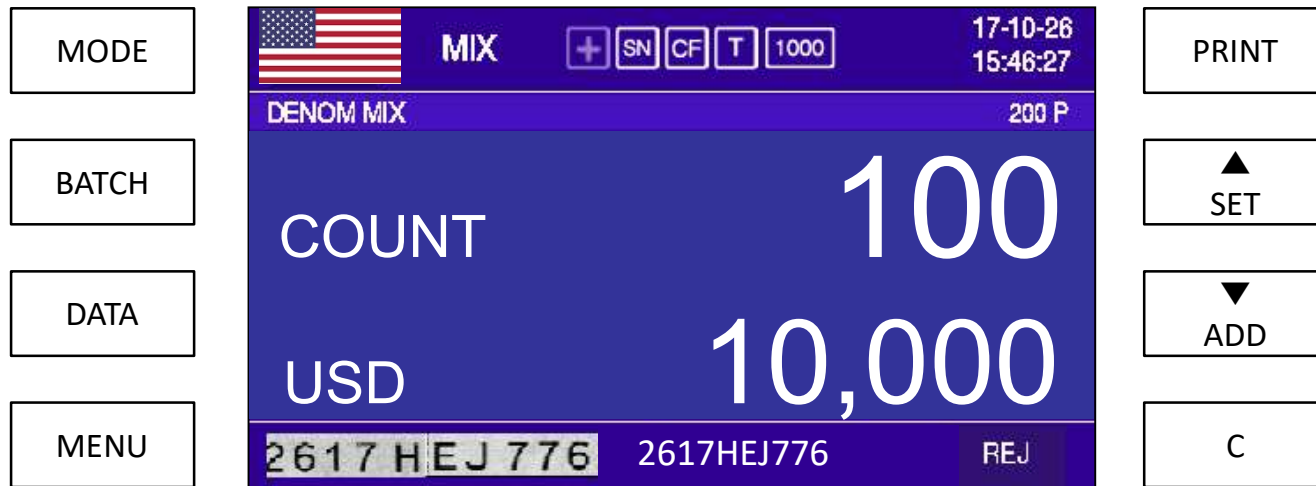 MODE
BATCH
DATA
MENU
MIX
+ SN CF T 1000
17-10-26
15:46:27
DENOM MIX
200 P
COUNT
100
USD
10,000
2617HEJ776
2617HEJ776
REJ
PRINT
▲
SET
▼
ADD
C